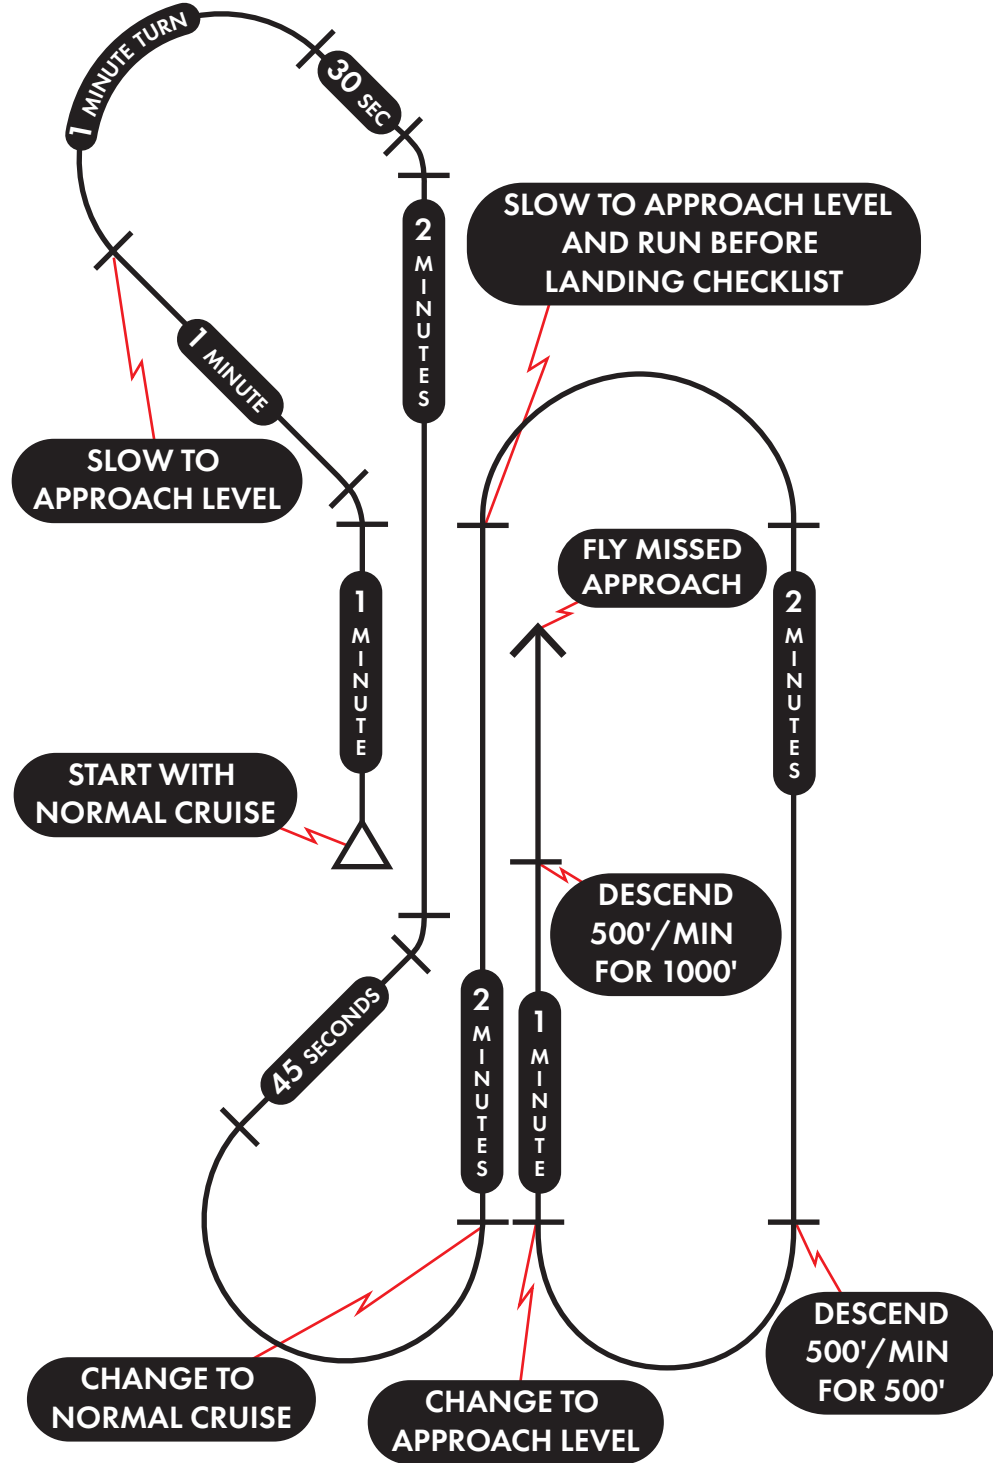 1 MINUTE TURN
30 SEC
2 MINUTES
SLOW TO APPROACH LEVEL
AND RUN BEFORE
LANDING CHECKLIST
1 MINUTE
SLOW TO
APPROACH LEVEL
FLY MISSED
APPROACH
1 MINUTE
2 MINUTES
START WITH
NORMAL CRUISE
DESCEND
500'/MIN
FOR 1000'
45 SECONDS
2 MINUTES
1 MINUTE
DESCEND
500'/MIN
FOR 500'
CHANGE TO
NORMAL CRUISE
CHANGE TO
APPROACH LEVEL